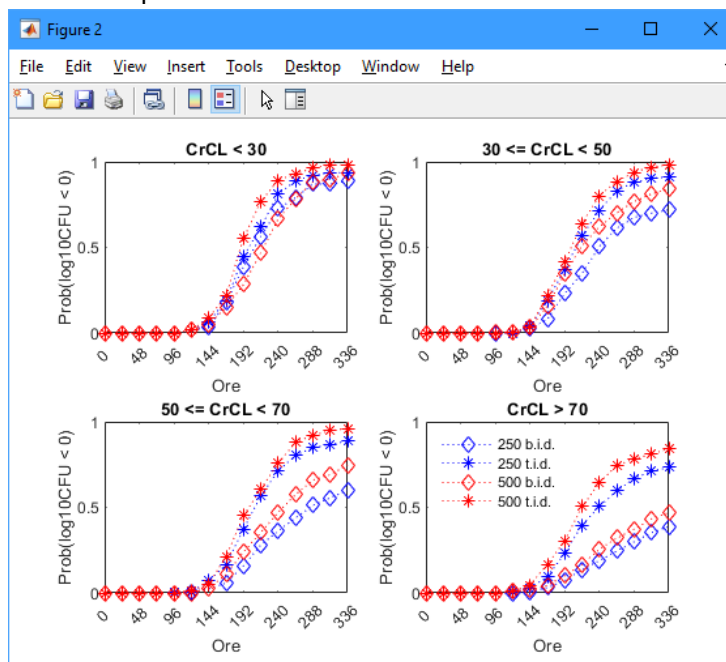 Figure 2
File Edit View Insert Tools Desktop Window Help
CrCL < 30
Prob(log10CFU < 0)
1
0.5
0
0 48 96 144 192 240 288 336
Ore
30 <= CrCL < 50
Prob(log10CFU < 0)
1
0.5
0
0 48 96 144 192 240 288 336
Ore
50 <= CrCL < 70
Prob(log10CFU < 0)
1
0.5
0
0 48 96 144 192 240 288 336
Ore
CrCL > 70
Prob(log10CFU < 0)
1
0.5
0
250 b.i.d.
250 t.i.d.
500 b.i.d.
500 t.i.d.
0 48 96 144 192 240 288 336
Ore